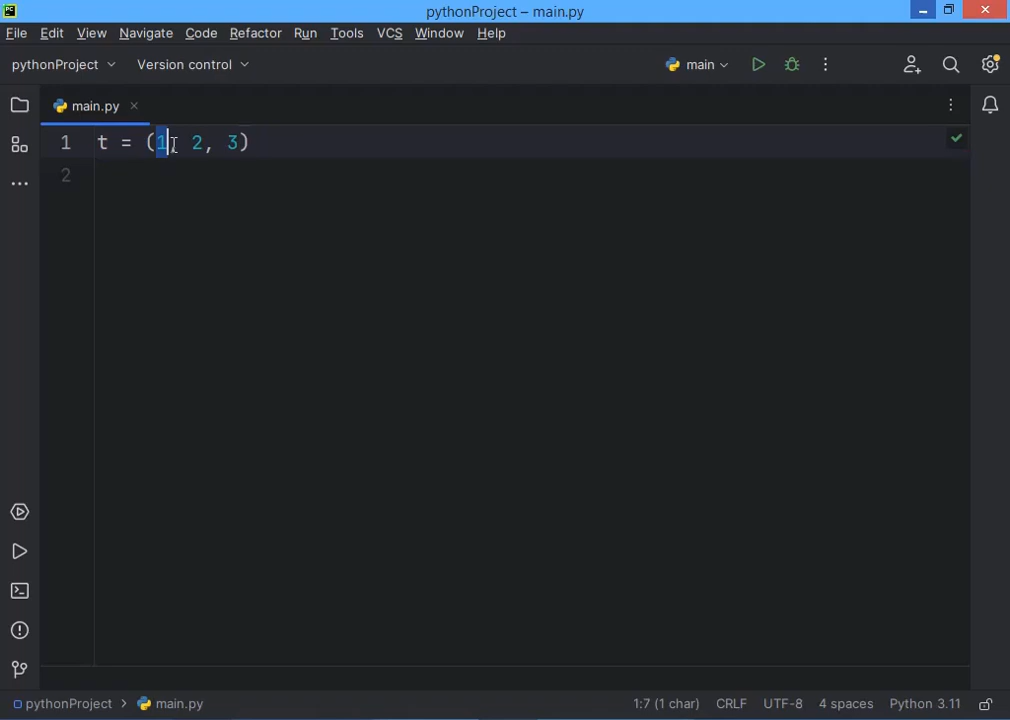 PC
pythonProject – main.py
File Edit View Navigate Code Refactor Run Tools VCS Window Help
pythonProject Version control main
main.py
1 t = (1, 2, 3)
2
pythonProject main.py 1:7 (1 char) CRLF UTF-8 4 spaces Python 3.11